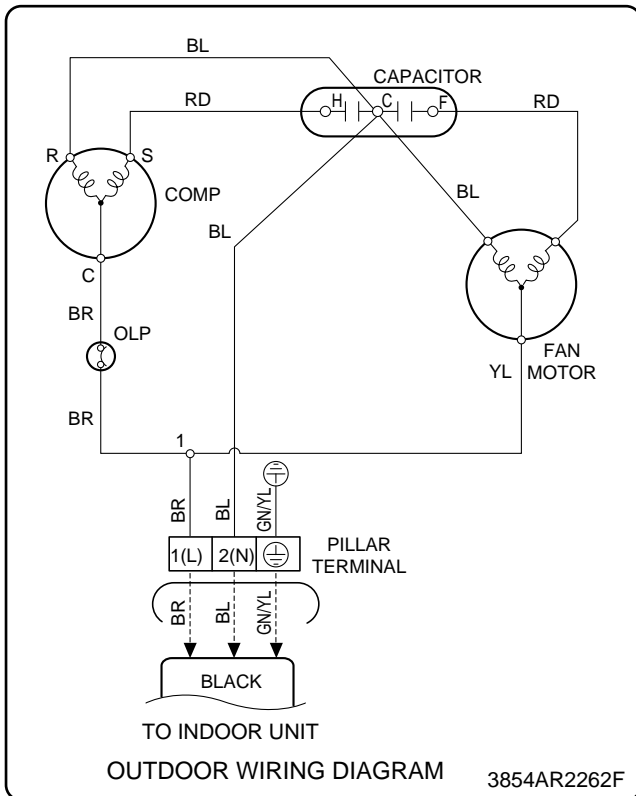 BL
CAPACITOR
RD
H
C
F
RD
R
S
COMP
BL
BL
C
BR
OLP
FAN
MOTOR
YL
BR
1
BR
BL
GN/YL
1(L)
2(N)
PILLAR
TERMINAL
BR
BL
GN/YL
BLACK
TO INDOOR UNIT
OUTDOOR WIRING DIAGRAM
3854AR2262F